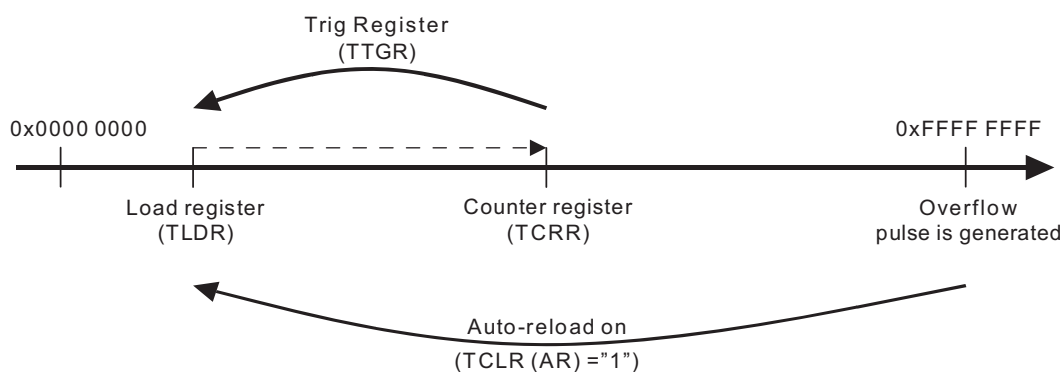 Trig Register
(TTGR)
0x0000 0000
0xFFFF FFFF
Load register
(TLDR)
Counter register
(TCRR)
Overflow
pulse is generated
Auto-reload on
(TCLR (AR) =”1”)